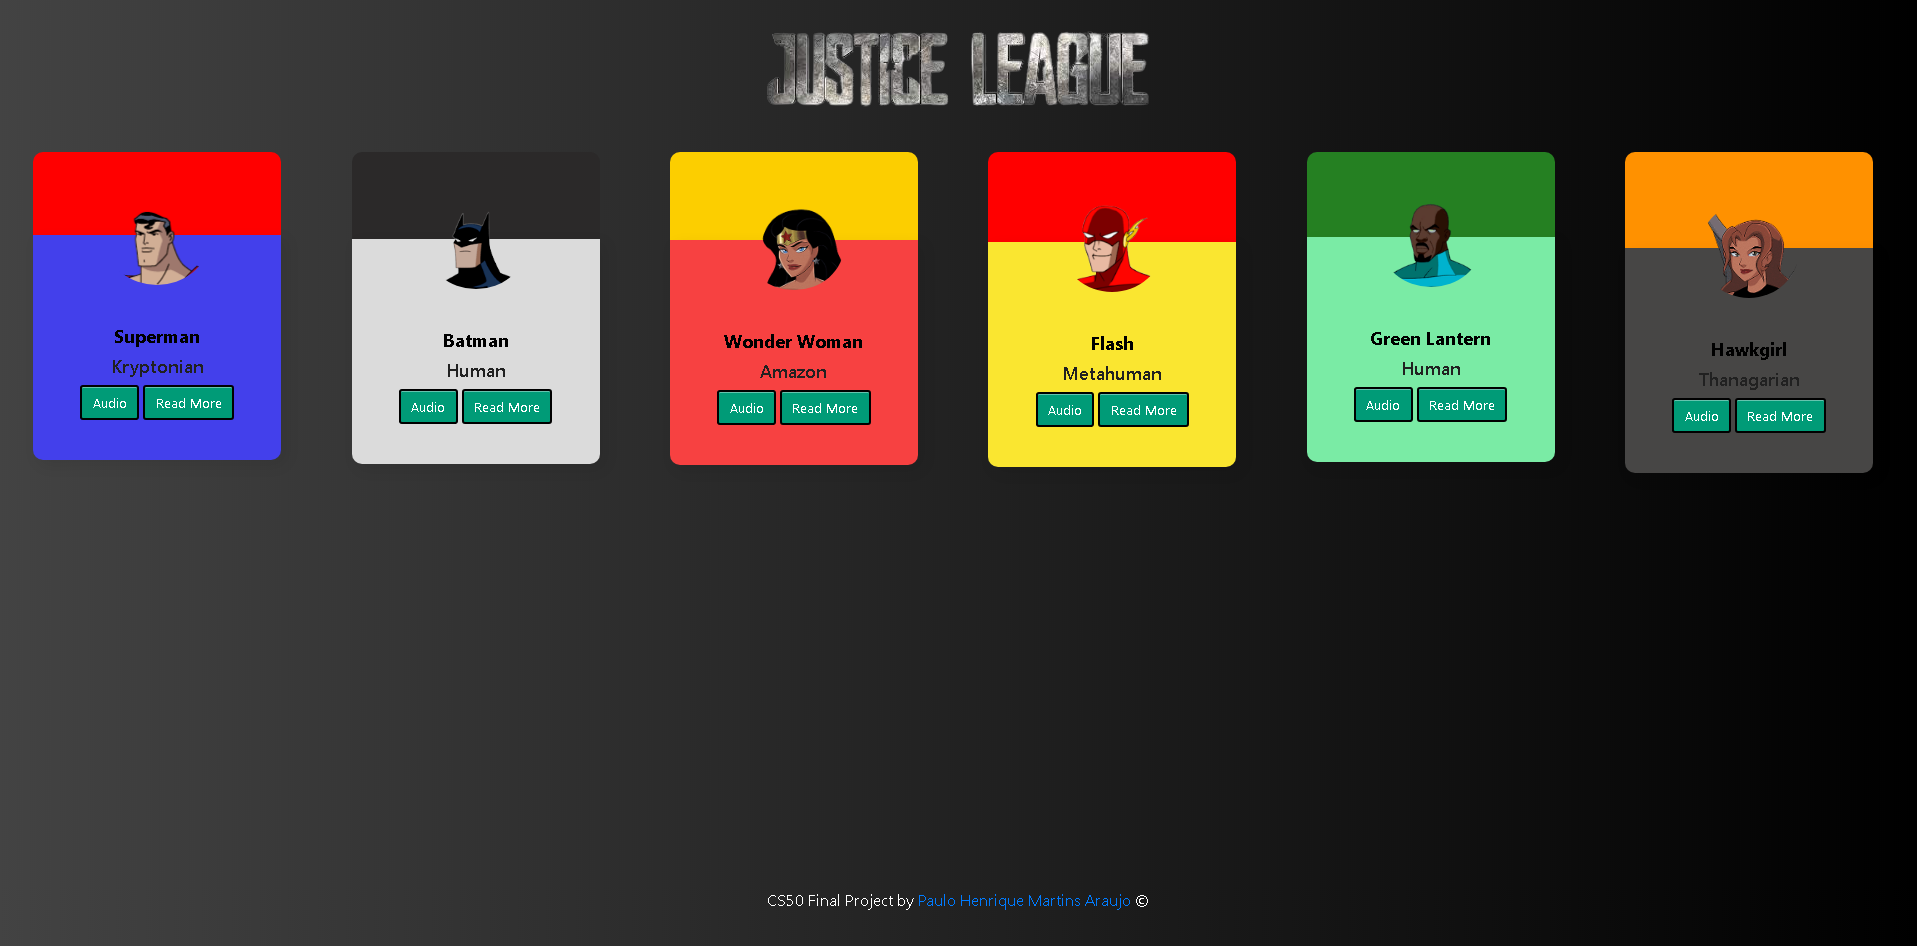 JUSTICE LEAGUE
Superman
Kryptonian
Audio Read More
Batman
Human
Audio Read More
Wonder Woman
Amazon
Audio Read More
Flash
Metahuman
Audio Read More
Green Lantern
Human
Audio Read More
Hawkgirl
Thanagarian
Audio Read More
CS50 Final Project by Paulo Henrique Martins Araujo ©